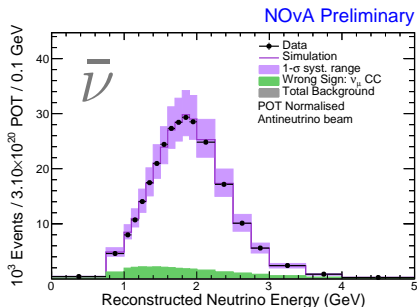 NOvA Preliminary
10³ Events / 3.10×10²⁰ POT / 0.1 GeV
40
30
20
10
0
ν̄
Data
Simulation
1-σ syst. range
Wrong Sign: νμ CC
Total Background
POT Normalised
Antineutrino beam
0 1 2 3 4 5
Reconstructed Neutrino Energy (GeV)